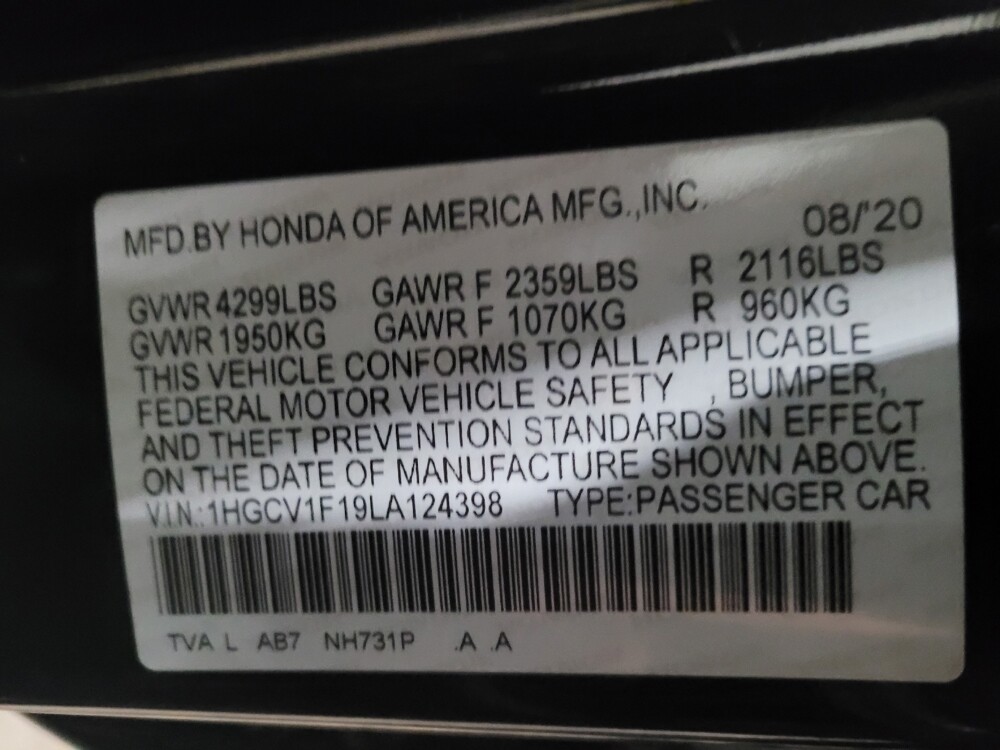 MFD.BY HONDA OF AMERICA MFG.,INC. 08/'20
GVWR 4299LBS GAWR F 2359LBS R 2116LBS
GVWR 1950KG GAWR F 1070KG R 960KG
THIS VEHICLE CONFORMS TO ALL APPLICABLE
FEDERAL MOTOR VEHICLE SAFETY , BUMPER,
AND THEFT PREVENTION STANDARDS IN EFFECT
ON THE DATE OF MANUFACTURE SHOWN ABOVE.
V.I.N.:1HGCV1F19LA124398 TYPE:PASSENGER CAR
TVA L AB7 NH731P .A .A